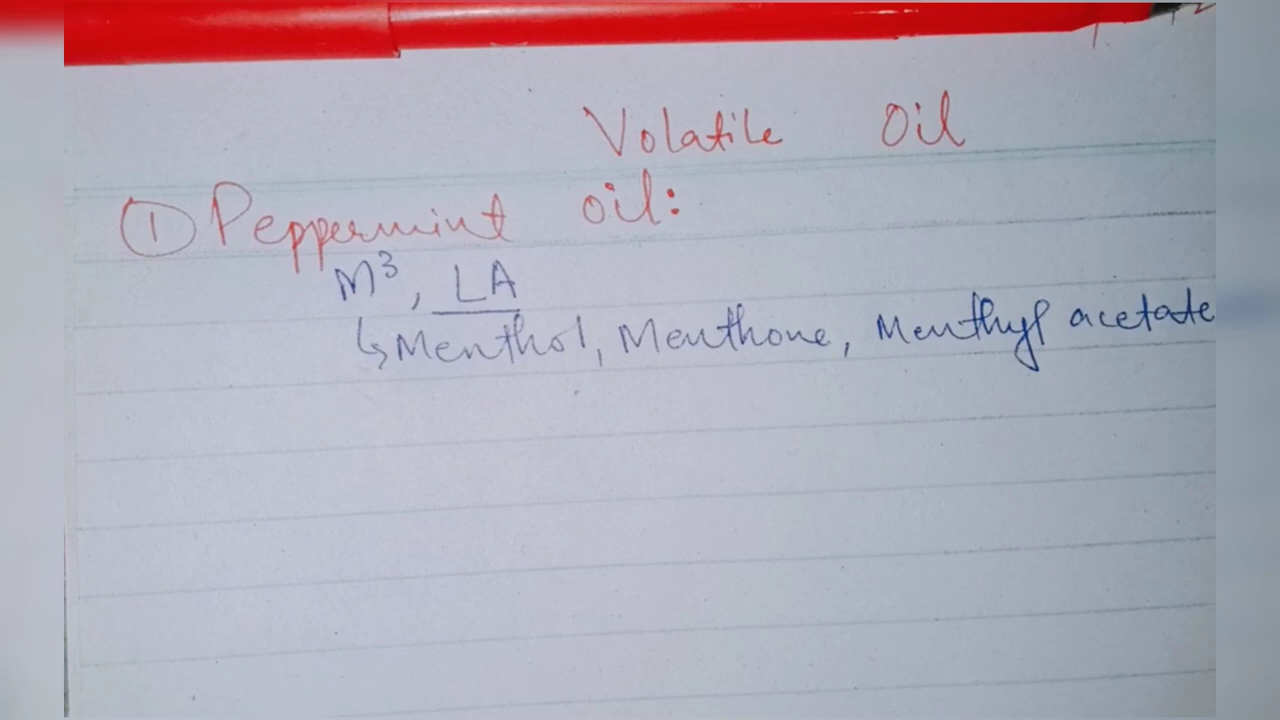 Volatile Oil
① Peppermint oil:
M³, LA
↳ Menthol, Menthone, Menthyl acetate